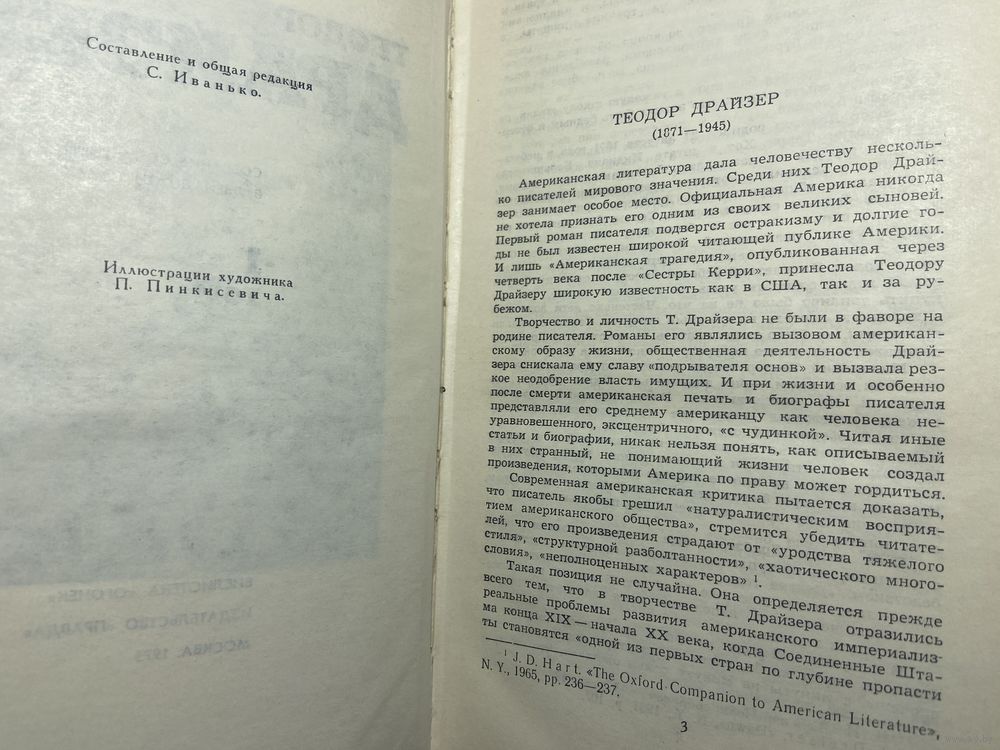 Составление и общая редакция
С. Иванько.
Иллюстрации художника
П. Пинкисевича.
БИБЛИОТЕКА «ОГОНЕК»
ИЗДАТЕЛЬСТВО «ПРАВДА»
МОСКВА. 1973
ТЕОДОР ДРАЙЗЕР
(1871—1945)
Американская литература дала человечеству несколь-
ко писателей мирового значения. Среди них Теодор Драй-
зер занимает особое место. Официальная Америка никогда
не хотела признать его одним из своих великих сыновей.
Первый роман писателя подвергся остракизму и долгие го-
ды не был известен широкой читающей публике Америки.
И лишь «Американская трагедия», опубликованная через
четверть века после «Сестры Керри», принесла Теодору
Драйзеру широкую известность как в США, так и за ру-
бежом.
Творчество и личность Т. Драйзера не были в фаворе на
родине писателя. Романы его являлись вызовом американ-
скому образу жизни, общественная деятельность Драй-
зера снискала ему славу «подрывателя основ» и вызвала рез-
кое неодобрение власть имущих. И при жизни и особенно
после смерти американская печать и биографы писателя
представляли его среднему американцу как человека не-
уравновешенного, эксцентричного, «с чудинкой». Читая иные
статьи и биографии, никак нельзя понять, как описываемый
в них странный, не понимающий жизни человек создал
произведения, которыми Америка по праву может гордиться.
Современная американская критика пытается доказать,
что писатель якобы грешил «натуралистическим восприя-
тием американского общества», стремится убедить читате-
лей, что его произведения страдают от «уродства тяжелого
стиля», «структурной разболтанности», «хаотического много-
словия», «неполноценных характеров» ¹.
Такая позиция не случайна. Она определяется прежде
всего тем, что в творчестве Т. Драйзера отразились
реальные проблемы развития американского империализ-
ма конца XIX — начала XX века, когда Соединенные Шта-
ты становятся «одной из первых стран по глубине пропасти
¹ J. D. Hart. «The Oxford Companion to American Literature»,
N. Y., 1965, pp. 236—237.
3